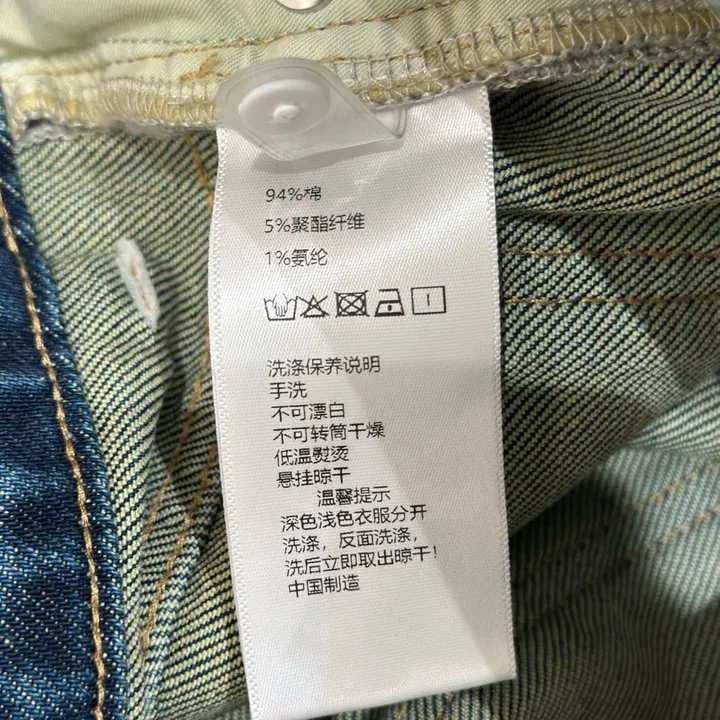 94%棉
5%聚酯纤维
1%氨纶
洗涤保养说明
手洗
不可漂白
不可转筒干燥
低温熨烫
悬挂晾干
温馨提示
深色浅色衣服分开
洗涤，反面洗涤，
洗后立即取出晾干！
中国制造